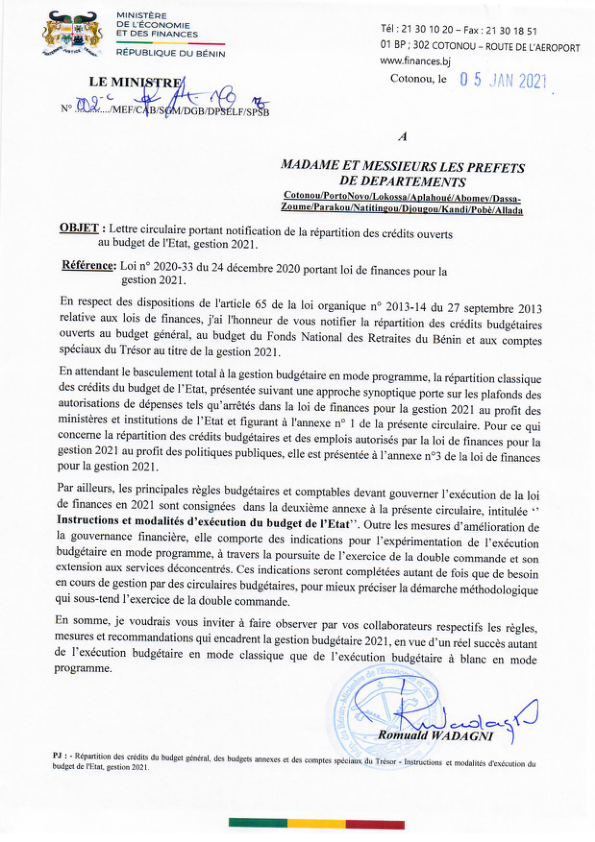 MINISTÈRE
DE L'ÉCONOMIE
ET DES FINANCES
RÉPUBLIQUE DU BÉNIN
Tél : 21 30 10 20 – Fax : 21 30 18 51
01 BP ; 302 COTONOU – ROUTE DE L'AEROPORT
www.finances.bj
Cotonou, le 05 JAN 2021
LE MINISTRE
N° ............/MEF/CAB/SGM/DGB/DPSELF/SPSB
A
MADAME ET MESSIEURS LES PREFETS
DE DEPARTEMENTS
Cotonou/PortoNovo/Lokossa/Aplahoué/Abomey/Dassa-
Zoume/Parakou/Natitingou/Djougou/Kandi/Pobè/Allada
OBJET : Lettre circulaire portant notification de la répartition des crédits ouverts
au budget de l'Etat, gestion 2021.
Référence: Loi n° 2020-33 du 24 décembre 2020 portant loi de finances pour la
gestion 2021.
En respect des dispositions de l'article 65 de la loi organique n° 2013-14 du 27 septembre 2013
relative aux lois de finances, j'ai l'honneur de vous notifier la répartition des crédits budgétaires
ouverts au budget général, au budget du Fonds National des Retraites du Bénin et aux comptes
spéciaux du Trésor au titre de la gestion 2021.
En attendant le basculement total à la gestion budgétaire en mode programme, la répartition classique
des crédits du budget de l'Etat, présentée suivant une approche synoptique porte sur les plafonds des
autorisations de dépenses tels qu'arrêtés dans la loi de finances pour la gestion 2021 au profit des
ministères et institutions de l'Etat et figurant à l'annexe n° 1 de la présente circulaire. Pour ce qui
concerne la répartition des crédits budgétaires et des emplois autorisés par la loi de finances pour la
gestion 2021 au profit des politiques publiques, elle est présentée à l'annexe n°3 de la loi de finances
pour la gestion 2021.
Par ailleurs, les principales règles budgétaires et comptables devant gouverner l'exécution de la loi
de finances en 2021 sont consignées dans la deuxième annexe à la présente circulaire, intitulée ‘’
Instructions et modalités d'exécution du budget de l'Etat’’. Outre les mesures d'amélioration de
la gouvernance financière, elle comporte des indications pour l'expérimentation de l'exécution
budgétaire en mode programme, à travers la poursuite de l'exercice de la double commande et son
extension aux services déconcentrés. Ces indications seront complétées autant de fois que de besoin
en cours de gestion par des circulaires budgétaires, pour mieux préciser la démarche méthodologique
qui sous-tend l'exercice de la double commande.
En somme, je voudrais vous inviter à faire observer par vos collaborateurs respectifs les règles,
mesures et recommandations qui encadrent la gestion budgétaire 2021, en vue d'un réel succès autant
de l'exécution budgétaire en mode classique que de l'exécution budgétaire à blanc en mode
programme.
Romuald WADAGNI
PJ : - Répartition des crédits du budget général, des budgets annexes et des comptes spéciaux du Trésor - Instructions et modalités d'exécution du
budget de l'Etat, gestion 2021.